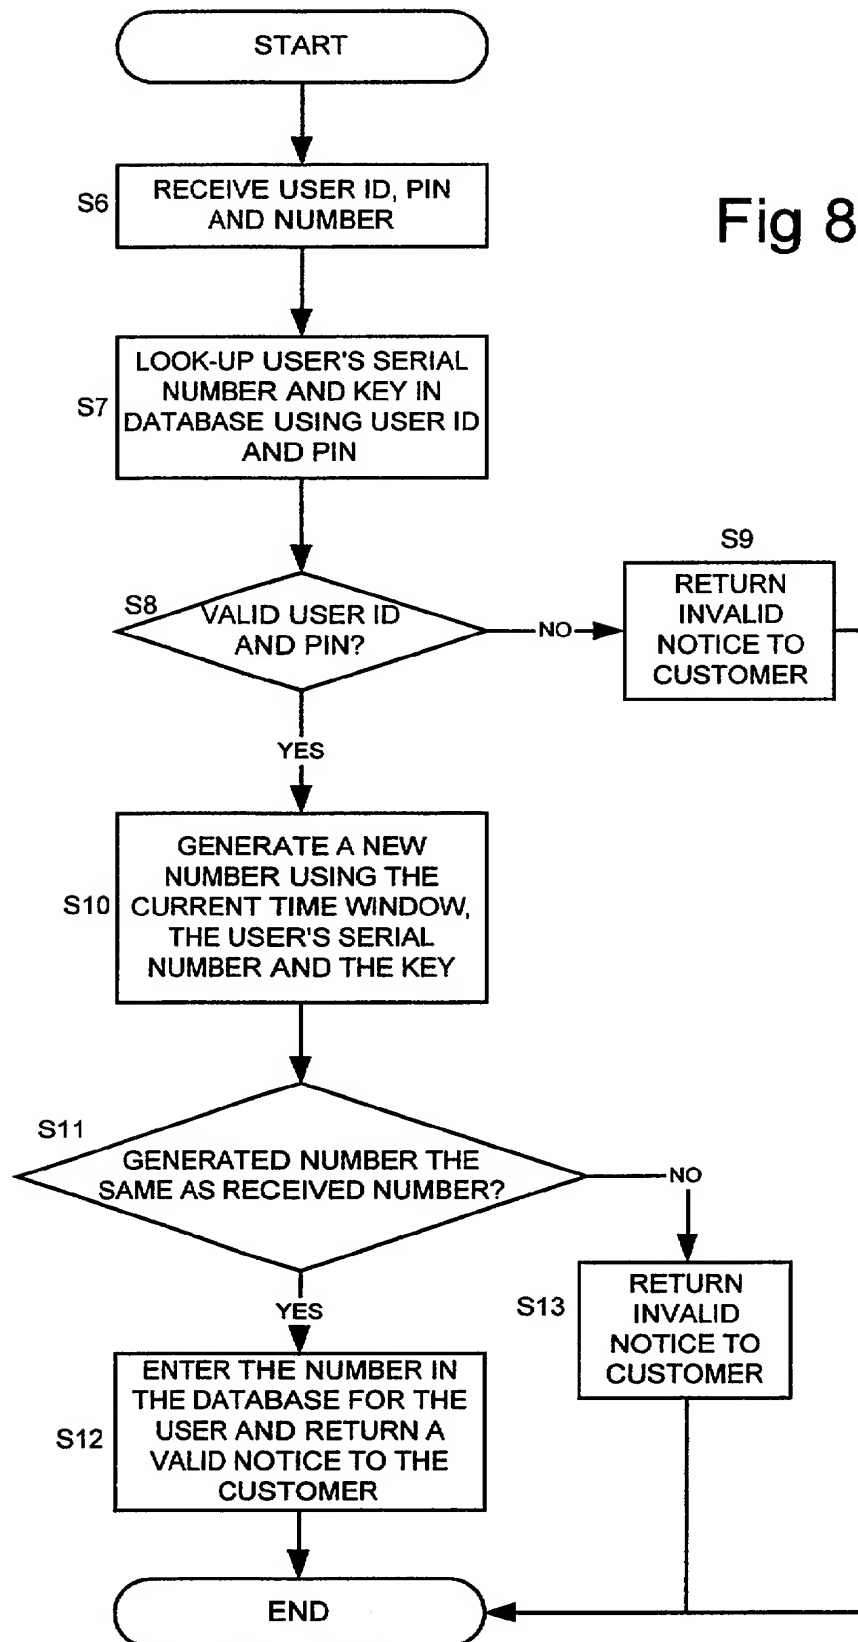 START
S6
RECEIVE USER ID, PIN
AND NUMBER
Fig 8
S7
LOOK-UP USER'S SERIAL
NUMBER AND KEY IN
DATABASE USING USER ID
AND PIN
S8
VALID USER ID
AND PIN?
NO
S9
RETURN
INVALID
NOTICE TO
CUSTOMER
YES
S10
GENERATE A NEW
NUMBER USING THE
CURRENT TIME WINDOW,
THE USER'S SERIAL
NUMBER AND THE KEY
S11
GENERATED NUMBER THE
SAME AS RECEIVED NUMBER?
NO
S13
RETURN
INVALID
NOTICE TO
CUSTOMER
YES
S12
ENTER THE NUMBER IN
THE DATABASE FOR THE
USER AND RETURN A
VALID NOTICE TO THE
CUSTOMER
END